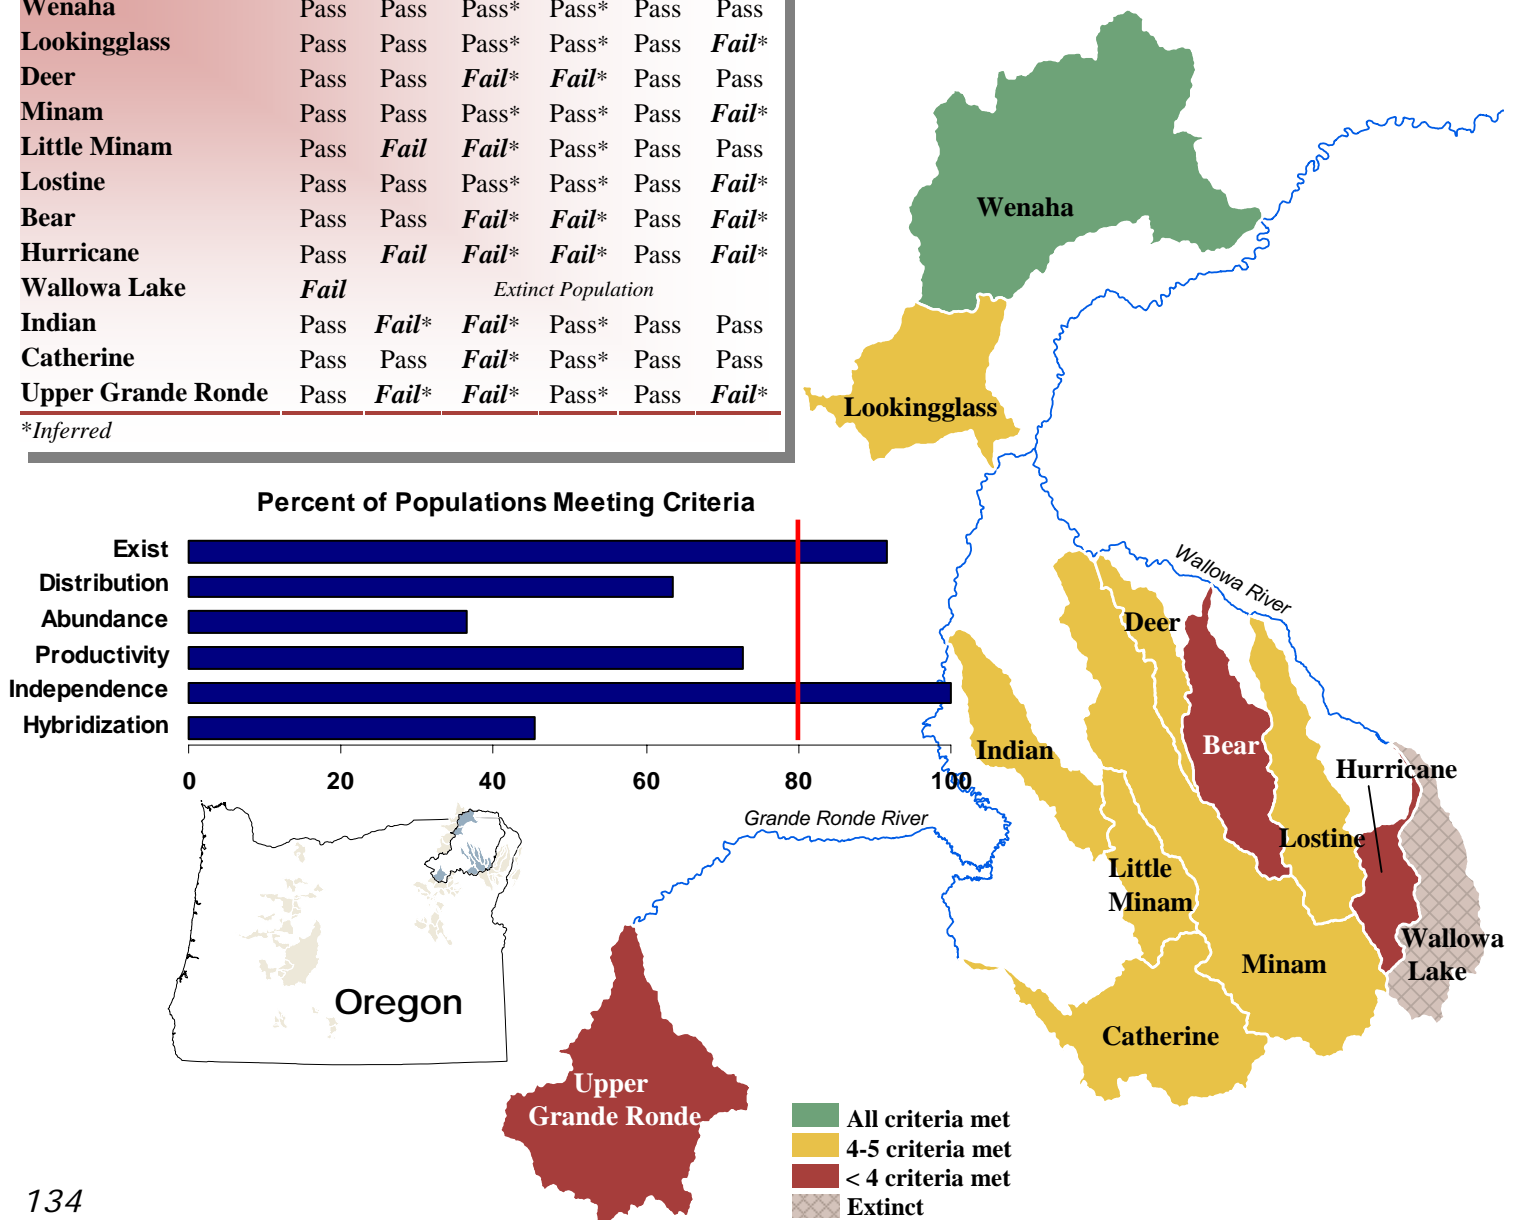 Wenaha Pass Pass Pass* Pass* Pass Pass
Lookingglass Pass Pass Pass* Pass* Pass Fail*
Deer Pass Pass Fail* Fail* Pass Pass
Minam Pass Pass Pass* Pass* Pass Fail*
Little Minam Pass Fail Fail* Pass* Pass Pass
Lostine Pass Pass Pass* Pass* Pass Fail*
Bear Pass Pass Fail* Fail* Pass Fail*
Hurricane Pass Fail Fail* Fail* Pass Fail*
Wallowa Lake Fail Extinct Population
Indian Pass Fail* Fail* Pass* Pass Pass
Catherine Pass Pass Fail* Pass* Pass Pass
Upper Grande Ronde Pass Fail* Fail* Pass* Pass Fail*
*Inferred
Percent of Populations Meeting Criteria
Exist
Distribution
Abundance
Productivity
Independence
Hybridization
0 20 40 60 80 100
Oregon
Wenaha
Lookingglass
Wallowa River
Deer
Bear
Indian
Hurricane
Grande Ronde River
Lostine
Little
Minam
Wallowa
Lake
Minam
Catherine
Upper
Grande Ronde
All criteria met
4-5 criteria met
< 4 criteria met
Extinct
134